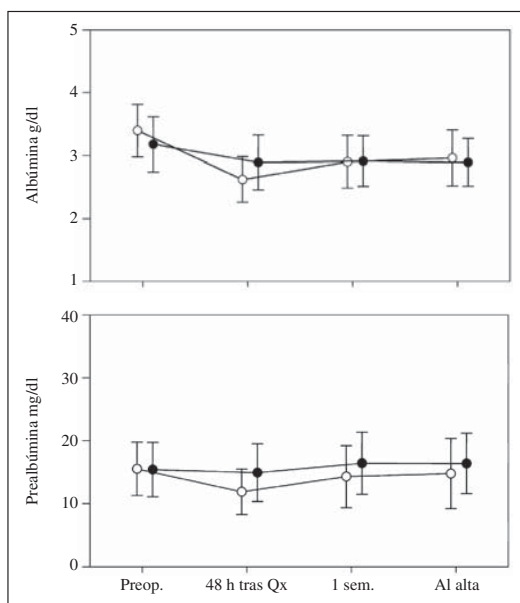 Albúmina g/dl
5
4
3
2
1
Prealbúmina mg/dl
40
30
20
10
0
Preop.
48 h tras Qx
1 sem.
Al alta